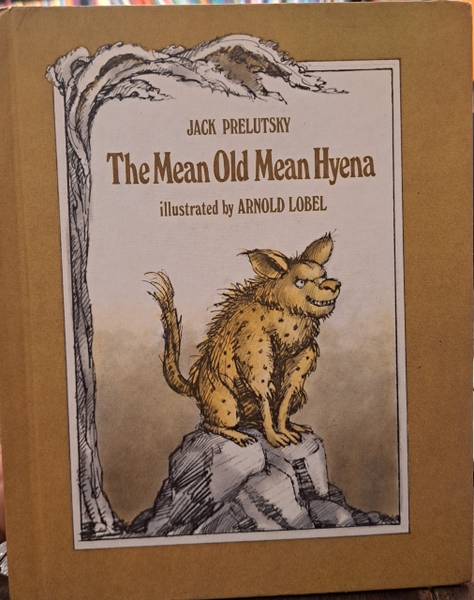 JACK PRELUTSKY
The Mean Old Mean Hyena
illustrated by ARNOLD LOBEL